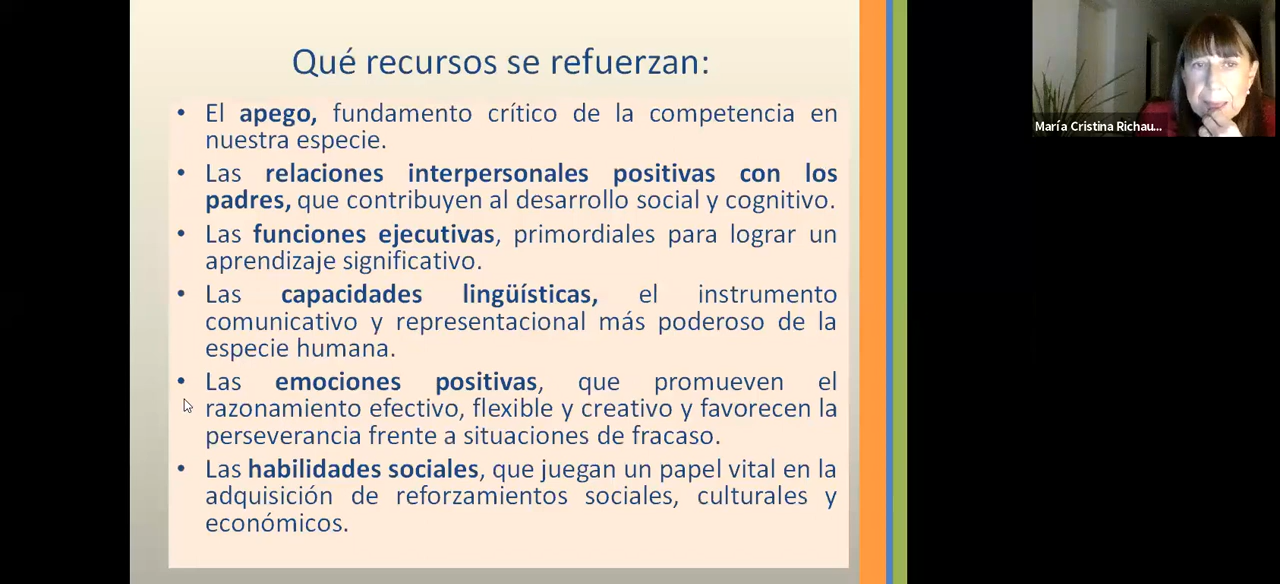 Qué recursos se refuerzan:
• El apego, fundamento crítico de la competencia en
nuestra especie.
• Las relaciones interpersonales positivas con los
padres, que contribuyen al desarrollo social y cognitivo.
• Las funciones ejecutivas, primordiales para lograr un
aprendizaje significativo.
• Las capacidades lingüísticas, el instrumento
comunicativo y representacional más poderoso de la
especie humana.
• Las emociones positivas, que promueven el
razonamiento efectivo, flexible y creativo y favorecen la
perseverancia frente a situaciones de fracaso.
• Las habilidades sociales, que juegan un papel vital en la
adquisición de reforzamientos sociales, culturales y
económicos.
María Cristina Richau...